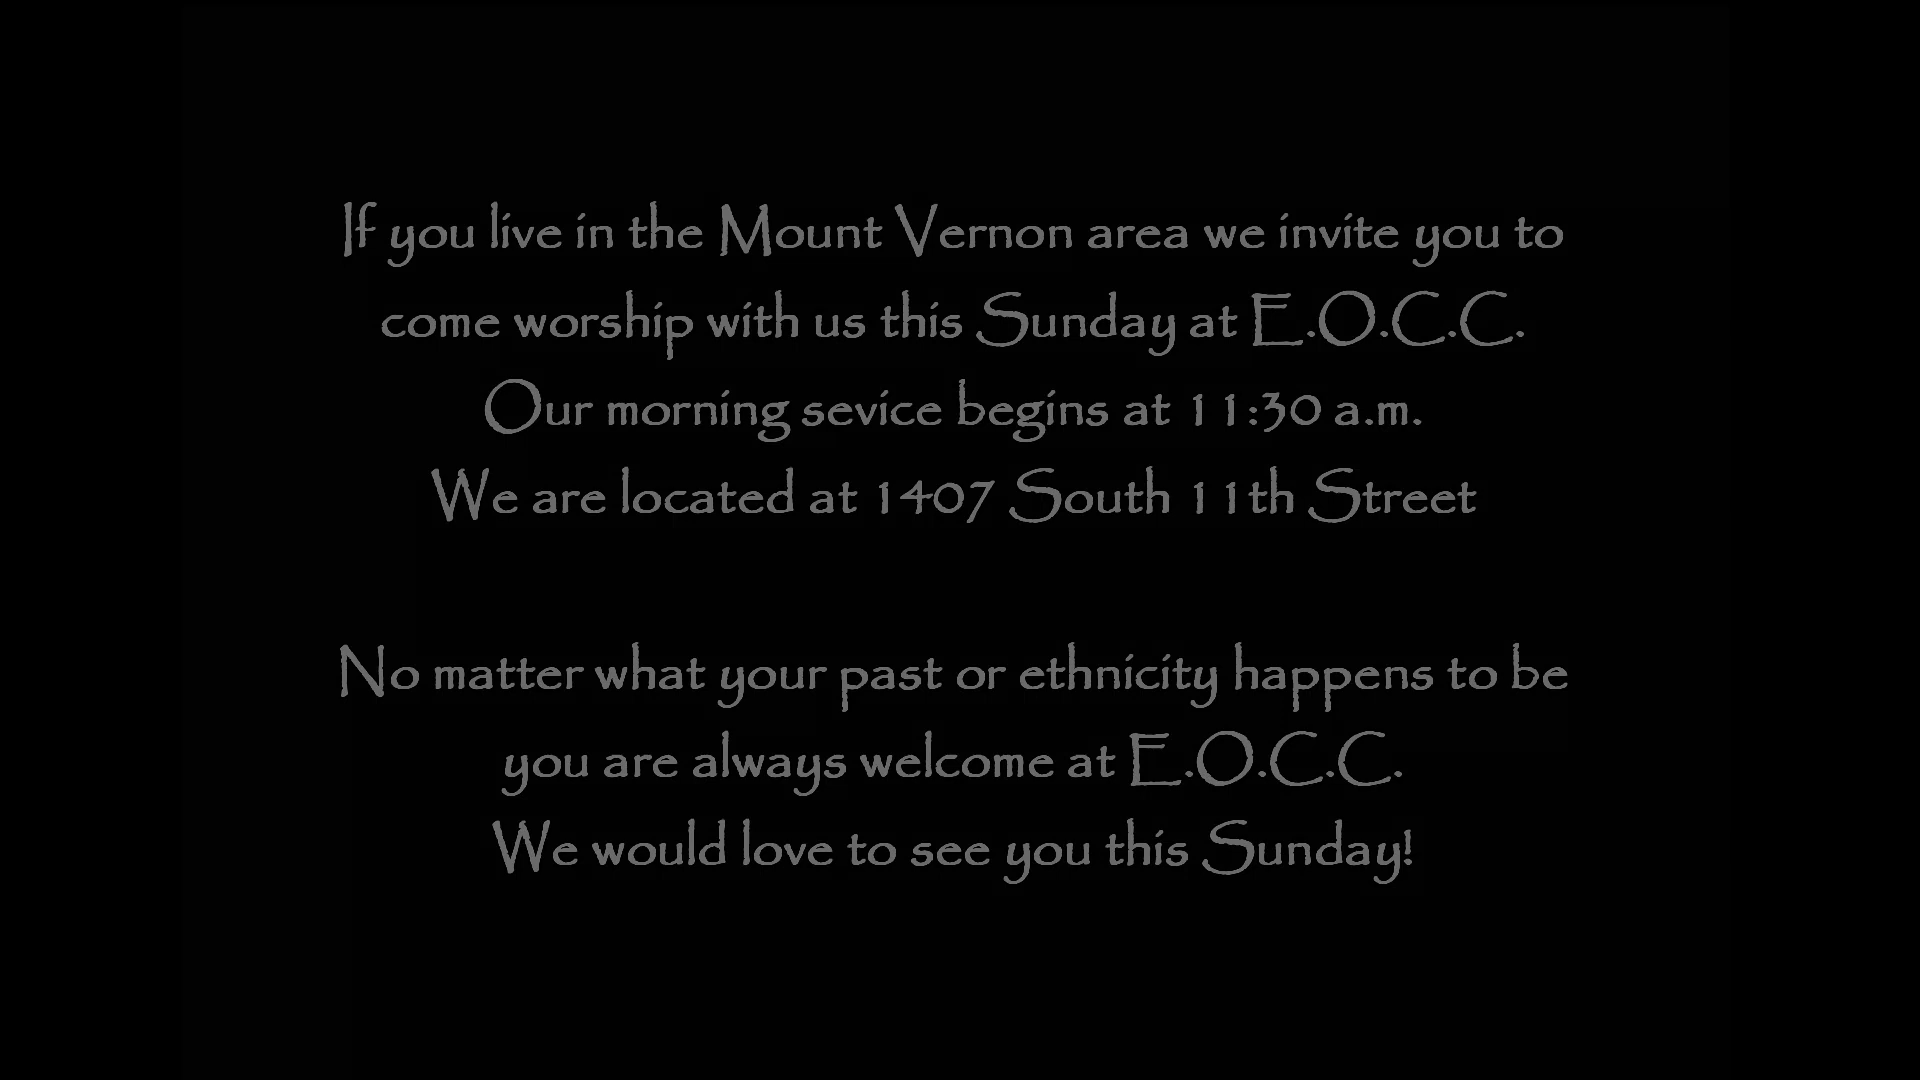 If you live in the Mount Vernon area we invite you to
come worship with us this Sunday at E.O.C.C.
Our morning sevice begins at 11:30 a.m.
We are located at 1407 South 11th Street
No matter what your past or ethnicity happens to be
you are always welcome at E.O.C.C.
We would love to see you this Sunday!